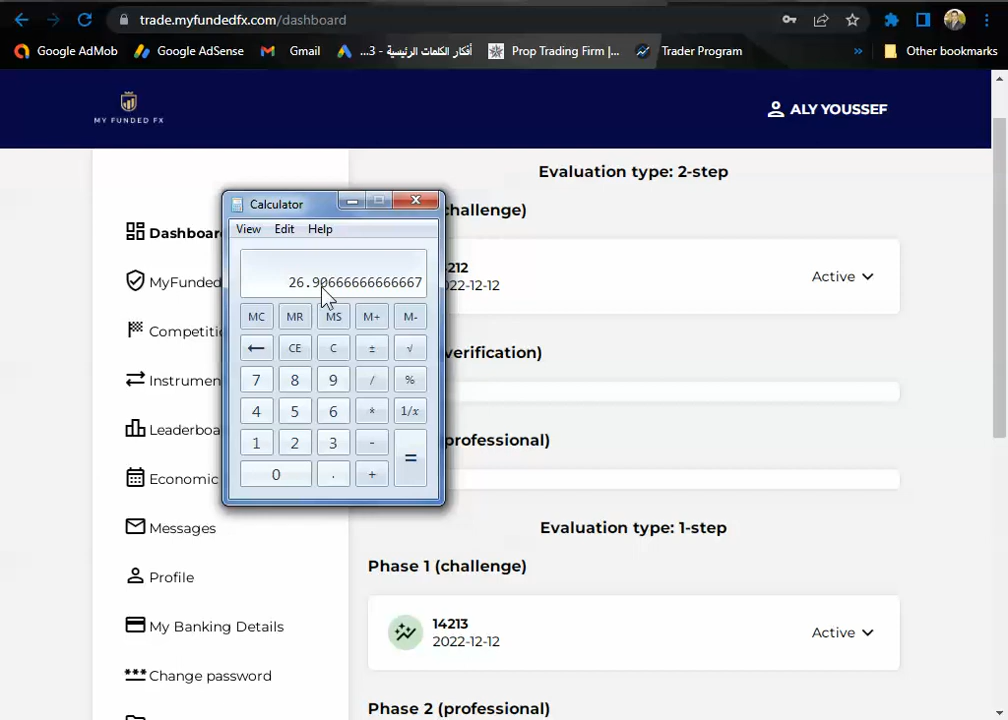 trade.myfundedfx.com/dashboard
Google AdMob
Google AdSense
Gmail
أفكار الكلمات الرئيسية - 3...
Prop Trading Firm |...
Trader Program
»
Other bookmarks
MY FUNDED FX
ALY YOUSSEF
Evaluation type: 2-step
challenge)
212
022-12-12
Active
verification)
(professional)
Evaluation type: 1-step
Phase 1 (challenge)
14213
2022-12-12
Active
Phase 2 (professional)
Dashboar
MyFunded
Competiti
Instrumen
Leaderboa
Economic
Messages
Profile
My Banking Details
Change password
Calculator
View Edit Help
26.90666666666667
MC MR MS M+ M-
← CE C ± √
7 8 9 / %
4 5 6 * 1/x
1 2 3 - =
0 . +